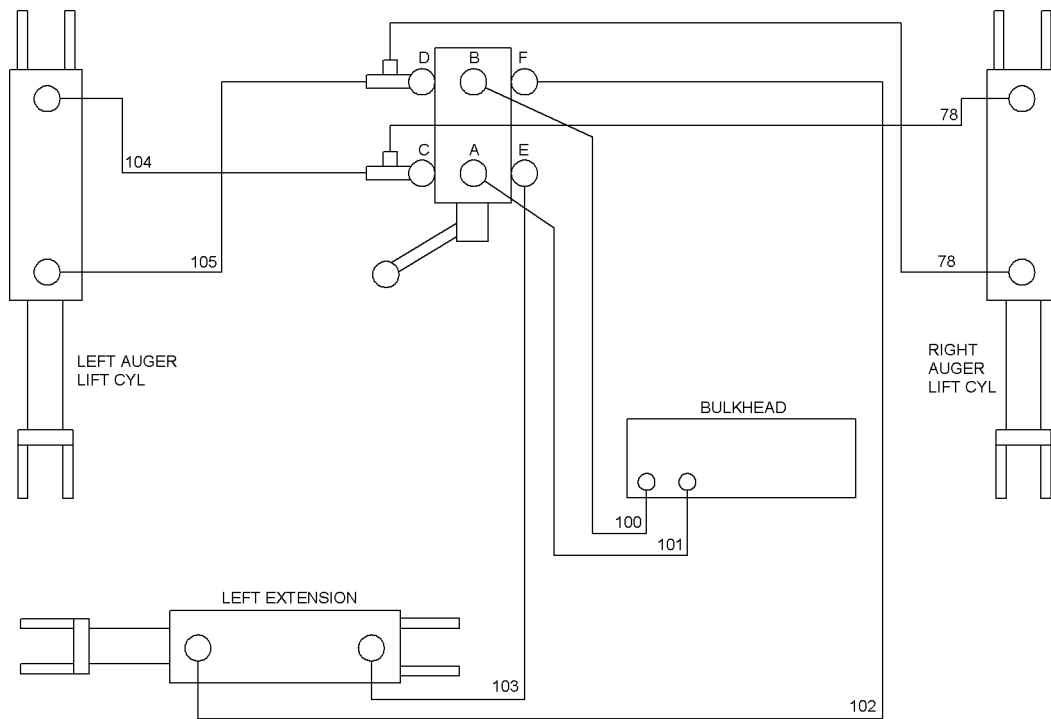 D
B
F
78
104
C
A
E
105
78
LEFT AUGER
LIFT CYL
RIGHT
AUGER
LIFT CYL
BULKHEAD
100
101
LEFT EXTENSION
103
102